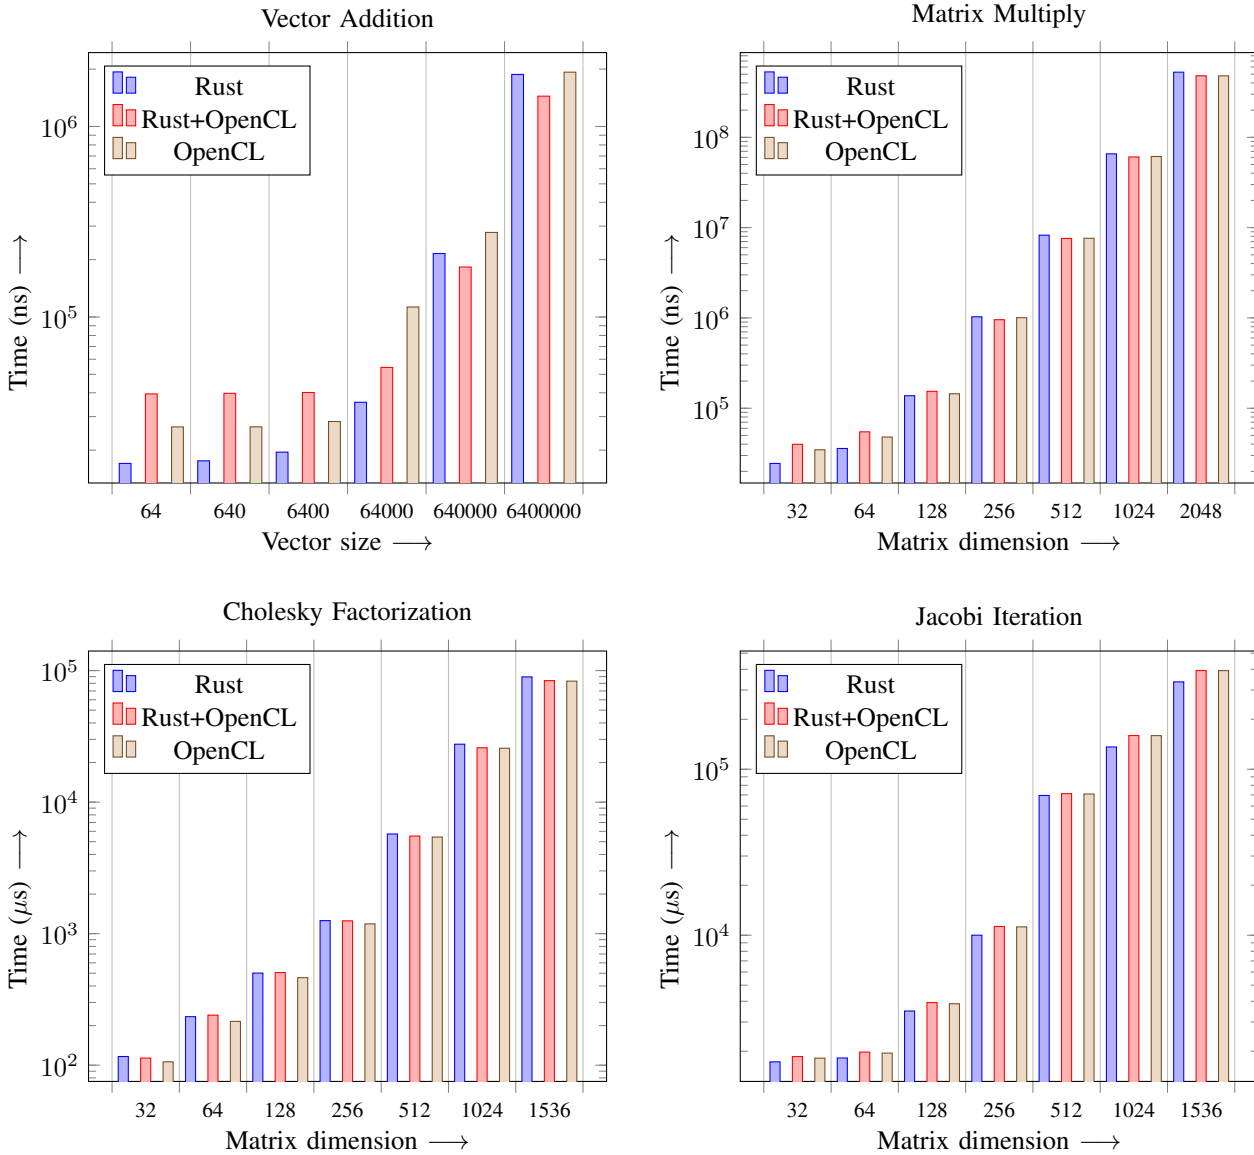 Vector Addition
Rust
Rust+OpenCL
OpenCL
10^6
10^5
Time (ns) ⟶
64 640 6400 64000 640000 6400000
Vector size ⟶
Matrix Multiply
Rust
Rust+OpenCL
OpenCL
10^8
10^7
10^6
10^5
Time (ns) ⟶
32 64 128 256 512 1024 2048
Matrix dimension ⟶
Cholesky Factorization
Rust
Rust+OpenCL
OpenCL
10^5
10^4
10^3
10^2
Time (μs) ⟶
32 64 128 256 512 1024 1536
Matrix dimension ⟶
Jacobi Iteration
Rust
Rust+OpenCL
OpenCL
10^5
10^4
Time (μs) ⟶
32 64 128 256 512 1024 1536
Matrix dimension ⟶